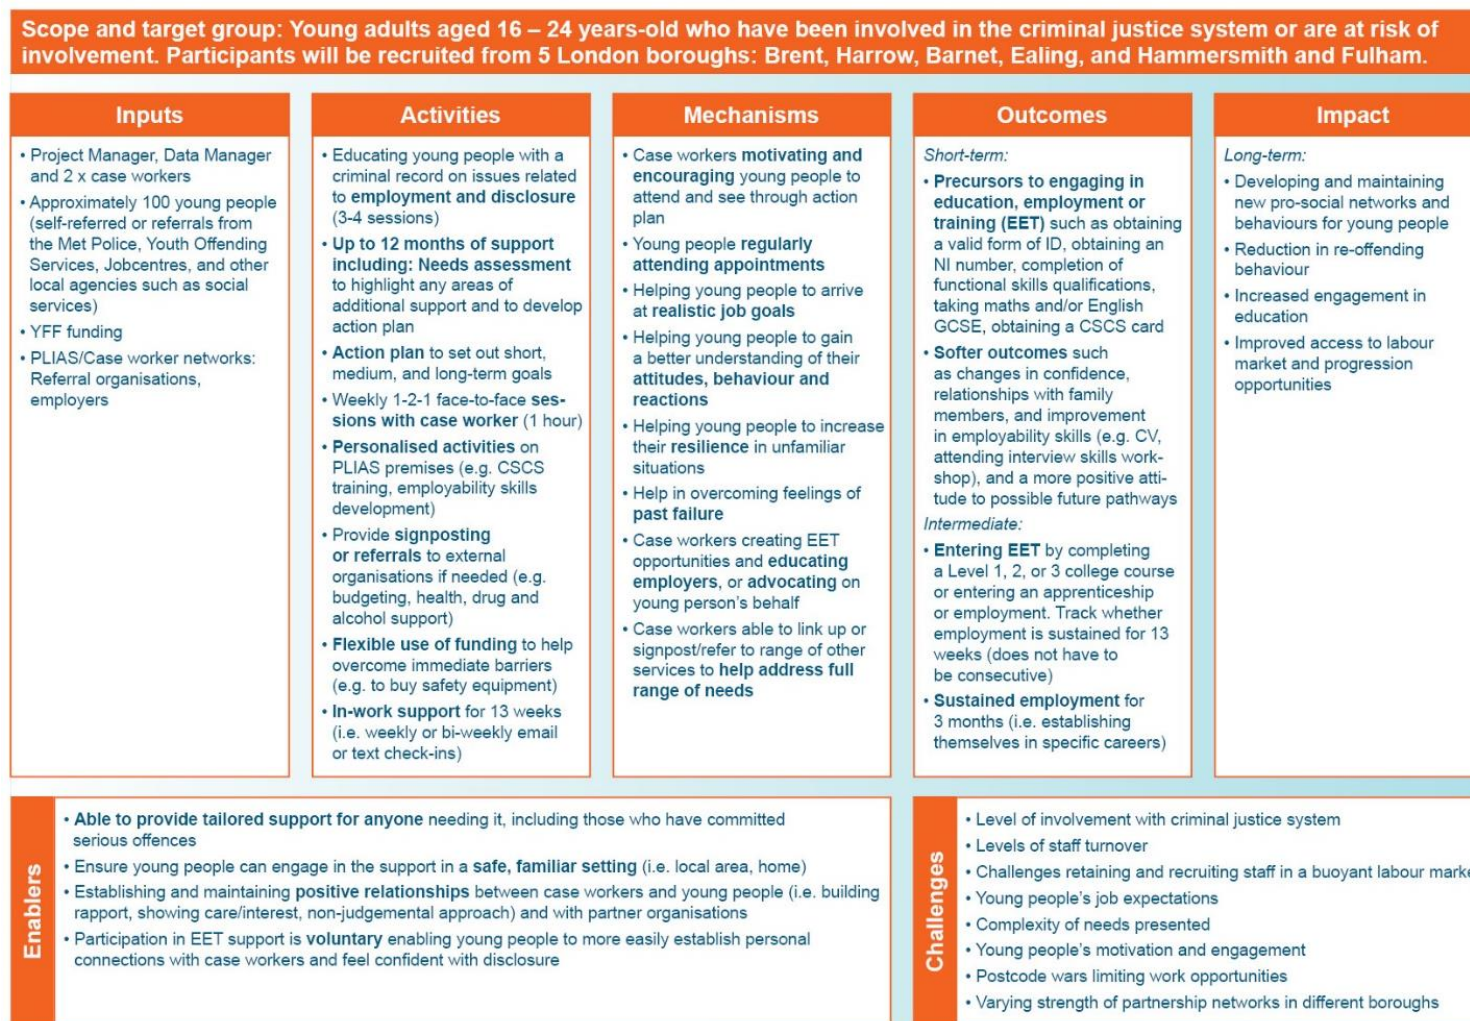 Scope and target group: Young adults aged 16 – 24 years-old who have been involved in the criminal justice system or are at risk of
involvement. Participants will be recruited from 5 London boroughs: Brent, Harrow, Barnet, Ealing, and Hammersmith and Fulham.
Inputs
• Project Manager, Data Manager
and 2 x case workers
• Approximately 100 young people
(self-referred or referrals from
the Met Police, Youth Offending
Services, Jobcentres, and other
local agencies such as social
services)
• YFF funding
• PLIAS/Case worker networks:
Referral organisations,
employers
Activities
• Educating young people with a
criminal record on issues related
to employment and disclosure
(3-4 sessions)
• Up to 12 months of support
including: Needs assessment
to highlight any areas of
additional support and to develop
action plan
• Action plan to set out short,
medium, and long-term goals
• Weekly 1-2-1 face-to-face ses-
sions with case worker (1 hour)
• Personalised activities on
PLIAS premises (e.g. CSCS
training, employability skills
development)
• Provide signposting
or referrals to external
organisations if needed (e.g.
budgeting, health, drug and
alcohol support)
• Flexible use of funding to help
overcome immediate barriers
(e.g. to buy safety equipment)
• In-work support for 13 weeks
(i.e. weekly or bi-weekly email
or text check-ins)
Mechanisms
• Case workers motivating and
encouraging young people to
attend and see through action
plan
• Young people regularly
attending appointments
• Helping young people to arrive
at realistic job goals
• Helping young people to gain
a better understanding of their
attitudes, behaviour and
reactions
• Helping young people to increase
their resilience in unfamiliar
situations
• Help in overcoming feelings of
past failure
• Case workers creating EET
opportunities and educating
employers, or advocating on
young person's behalf
• Case workers able to link up or
signpost/refer to range of other
services to help address full
range of needs
Outcomes
Short-term:
• Precursors to engaging in
education, employment or
training (EET) such as obtaining
a valid form of ID, obtaining an
NI number, completion of
functional skills qualifications,
taking maths and/or English
GCSE, obtaining a CSCS card
• Softer outcomes such
as changes in confidence,
relationships with family
members, and improvement
in employability skills (e.g. CV,
attending interview skills work-
shop), and a more positive atti-
tude to possible future pathways
Intermediate:
• Entering EET by completing
a Level 1, 2, or 3 college course
or entering an apprenticeship
or employment. Track whether
employment is sustained for 13
weeks (does not have to
be consecutive)
• Sustained employment for
3 months (i.e. establishing
themselves in specific careers)
Impact
Long-term:
• Developing and maintaining
new pro-social networks and
behaviours for young people
• Reduction in re-offending
behaviour
• Increased engagement in
education
• Improved access to labour
market and progression
opportunities
Enablers
• Able to provide tailored support for anyone needing it, including those who have committed
serious offences
• Ensure young people can engage in the support in a safe, familiar setting (i.e. local area, home)
• Establishing and maintaining positive relationships between case workers and young people (i.e. building
rapport, showing care/interest, non-judgemental approach) and with partner organisations
• Participation in EET support is voluntary enabling young people to more easily establish personal
connections with case workers and feel confident with disclosure
Challenges
• Level of involvement with criminal justice system
• Levels of staff turnover
• Challenges retaining and recruiting staff in a buoyant labour marke
• Young people's job expectations
• Complexity of needs presented
• Young people's motivation and engagement
• Postcode wars limiting work opportunities
• Varying strength of partnership networks in different boroughs